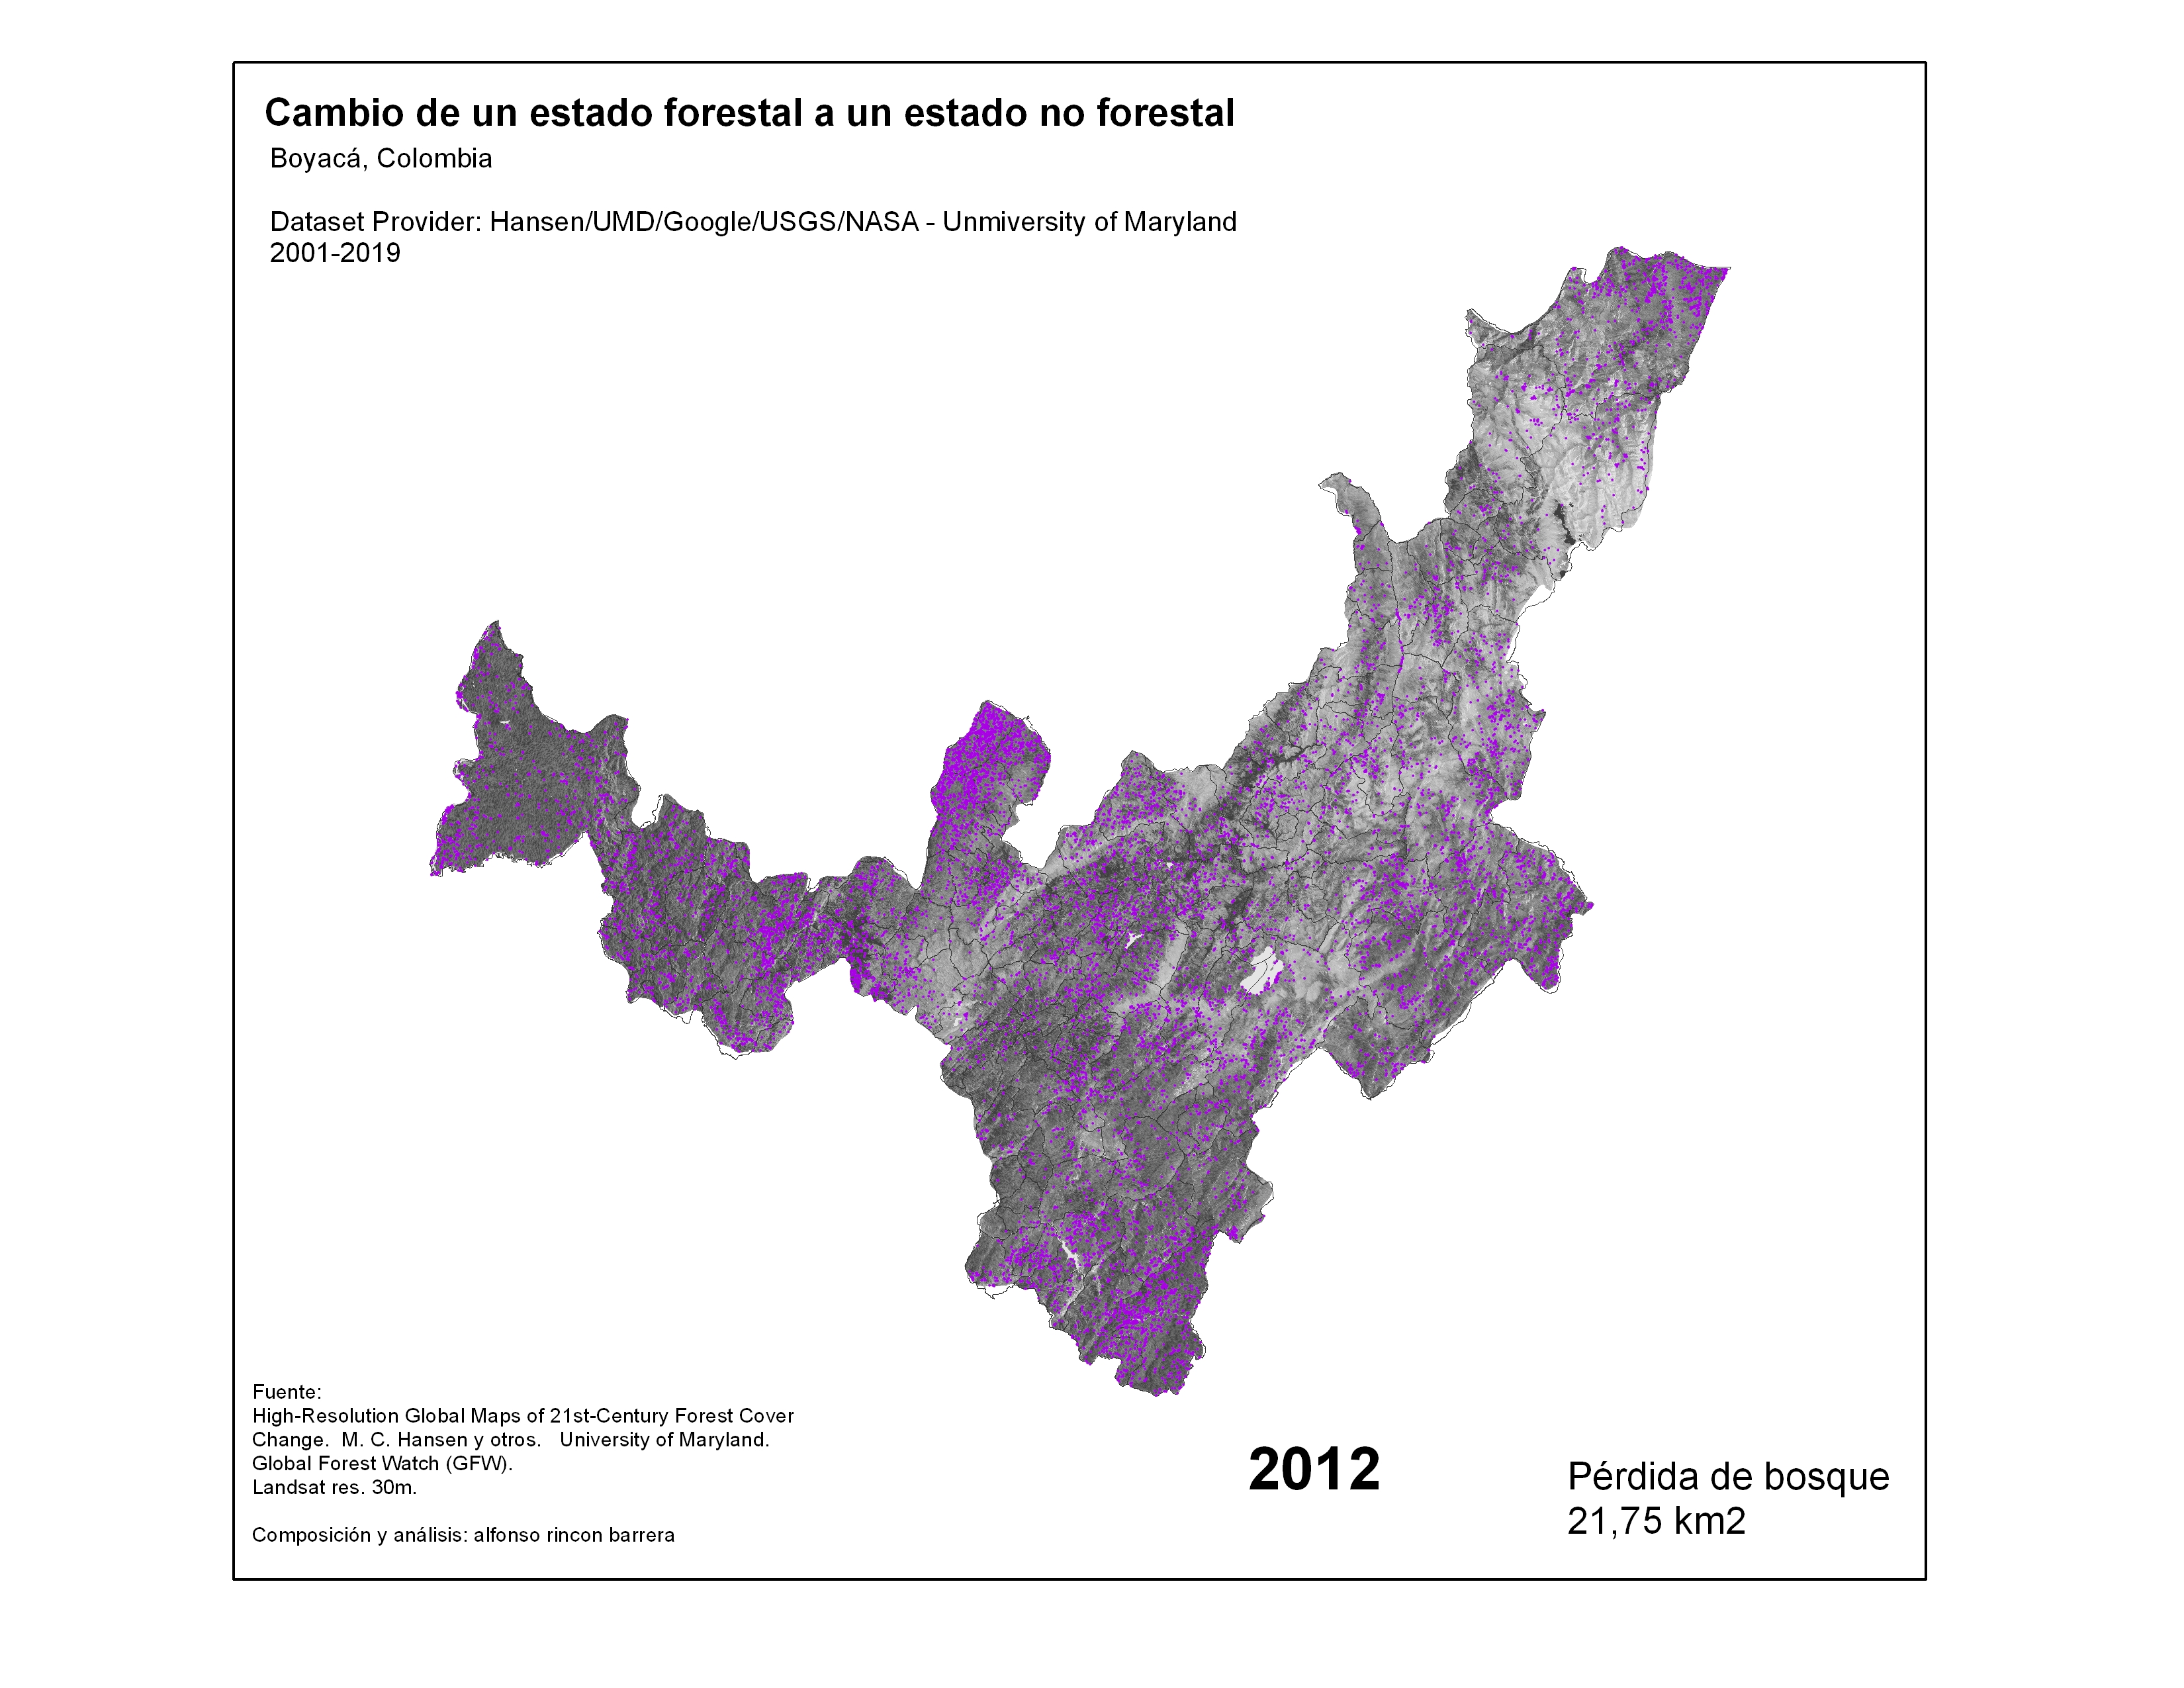 Cambio de un estado forestal a un estado no forestal
Boyacá, Colombia
Dataset Provider: Hansen/UMD/Google/USGS/NASA - Unmiversity of Maryland
2001-2019
Fuente:
High-Resolution Global Maps of 21st-Century Forest Cover
Change.  M. C. Hansen y otros.   University of Maryland.
Global Forest Watch (GFW).
Landsat res. 30m.
Composición y análisis: alfonso rincon barrera
2012
Pérdida de bosque
21,75 km2